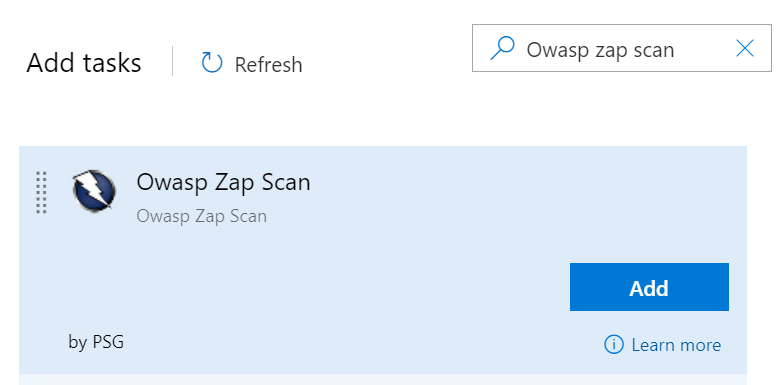 Add tasks
Refresh
Owasp zap scan
Owasp Zap Scan
Owasp Zap Scan
Add
by PSG
Learn more